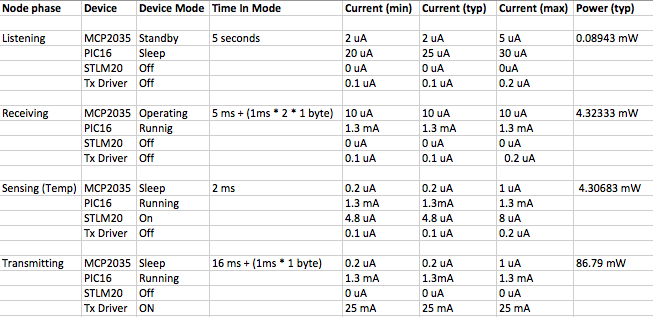 Node phase Device Device Mode Time In Mode Current (min) Current (typ) Current (max) Power (typ)
Listening MCP2035 Standby 5 seconds 2 uA 2 uA 5 uA 0.08943 mW
PIC16 Sleep 20 uA 25 uA 30 uA
STLM20 Off 0 uA 0 uA 0uA
Tx Driver Off 0.1 uA 0.1 uA 0.2 uA
Receiving MCP2035 Operating 5 ms + (1ms * 2 * 1 byte) 10 uA 10 uA 10 uA 4.32333 mW
PIC16 Runnig 1.3 mA 1.3 mA 1.3 mA
STLM20 Off 0 uA 0 uA 0 uA
Tx Driver Off 0.1 uA 0.1 uA 0.2 uA
Sensing (Temp) MCP2035 Sleep 2 ms 0.2 uA 0.2 uA 1 uA 4.30683 mW
PIC16 Running 1.3 mA 1.3mA 1.3 mA
STLM20 On 4.8 uA 4.8 uA 8 uA
Tx Driver Off 0.1 uA 0.1 uA 0.2 uA
Transmitting MCP2035 Sleep 16 ms + (1ms * 1 byte) 0.2 uA 0.2 uA 1 uA 86.79 mW
PIC16 Running 1.3 mA 1.3mA 1.3 mA
STLM20 Off 0 uA 0 uA 0 uA
Tx Driver ON 25 mA 25 mA 25 mA